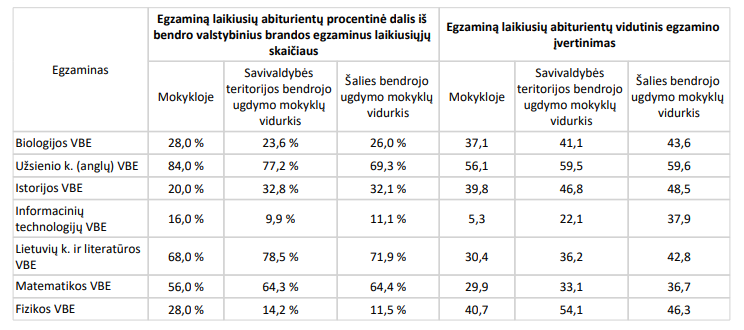 Egzaminas
Egzaminą laikiusių abiturientų procentinė dalis iš
bendro valstybinius brandos egzaminus laikiusiųjų
skaičiaus
Egzaminą laikiusių abiturientų vidutinis egzamino
įvertinimas
Mokykloje
Savivaldybės
teritorijos bendrojo
ugdymo mokyklų
vidurkis
Šalies bendrojo
ugdymo mokyklų
vidurkis
Mokykloje
Savivaldybės
teritorijos bendrojo
ugdymo mokyklų
vidurkis
Šalies bendrojo
ugdymo mokyklų
vidurkis
Biologijos VBE 28,0 % 23,6 % 26,0 % 37,1 41,1 43,6
Užsienio k. (anglų) VBE 84,0 % 77,2 % 69,3 % 56,1 59,5 59,6
Istorijos VBE 20,0 % 32,8 % 32,1 % 39,8 46,8 48,5
Informacinių
technologijų VBE 16,0 % 9,9 % 11,1 % 5,3 22,1 37,9
Lietuvių k. ir literatūros
VBE 68,0 % 78,5 % 71,9 % 30,4 36,2 42,8
Matematikos VBE 56,0 % 64,3 % 64,4 % 29,9 33,1 36,7
Fizikos VBE 28,0 % 14,2 % 11,5 % 40,7 54,1 46,3